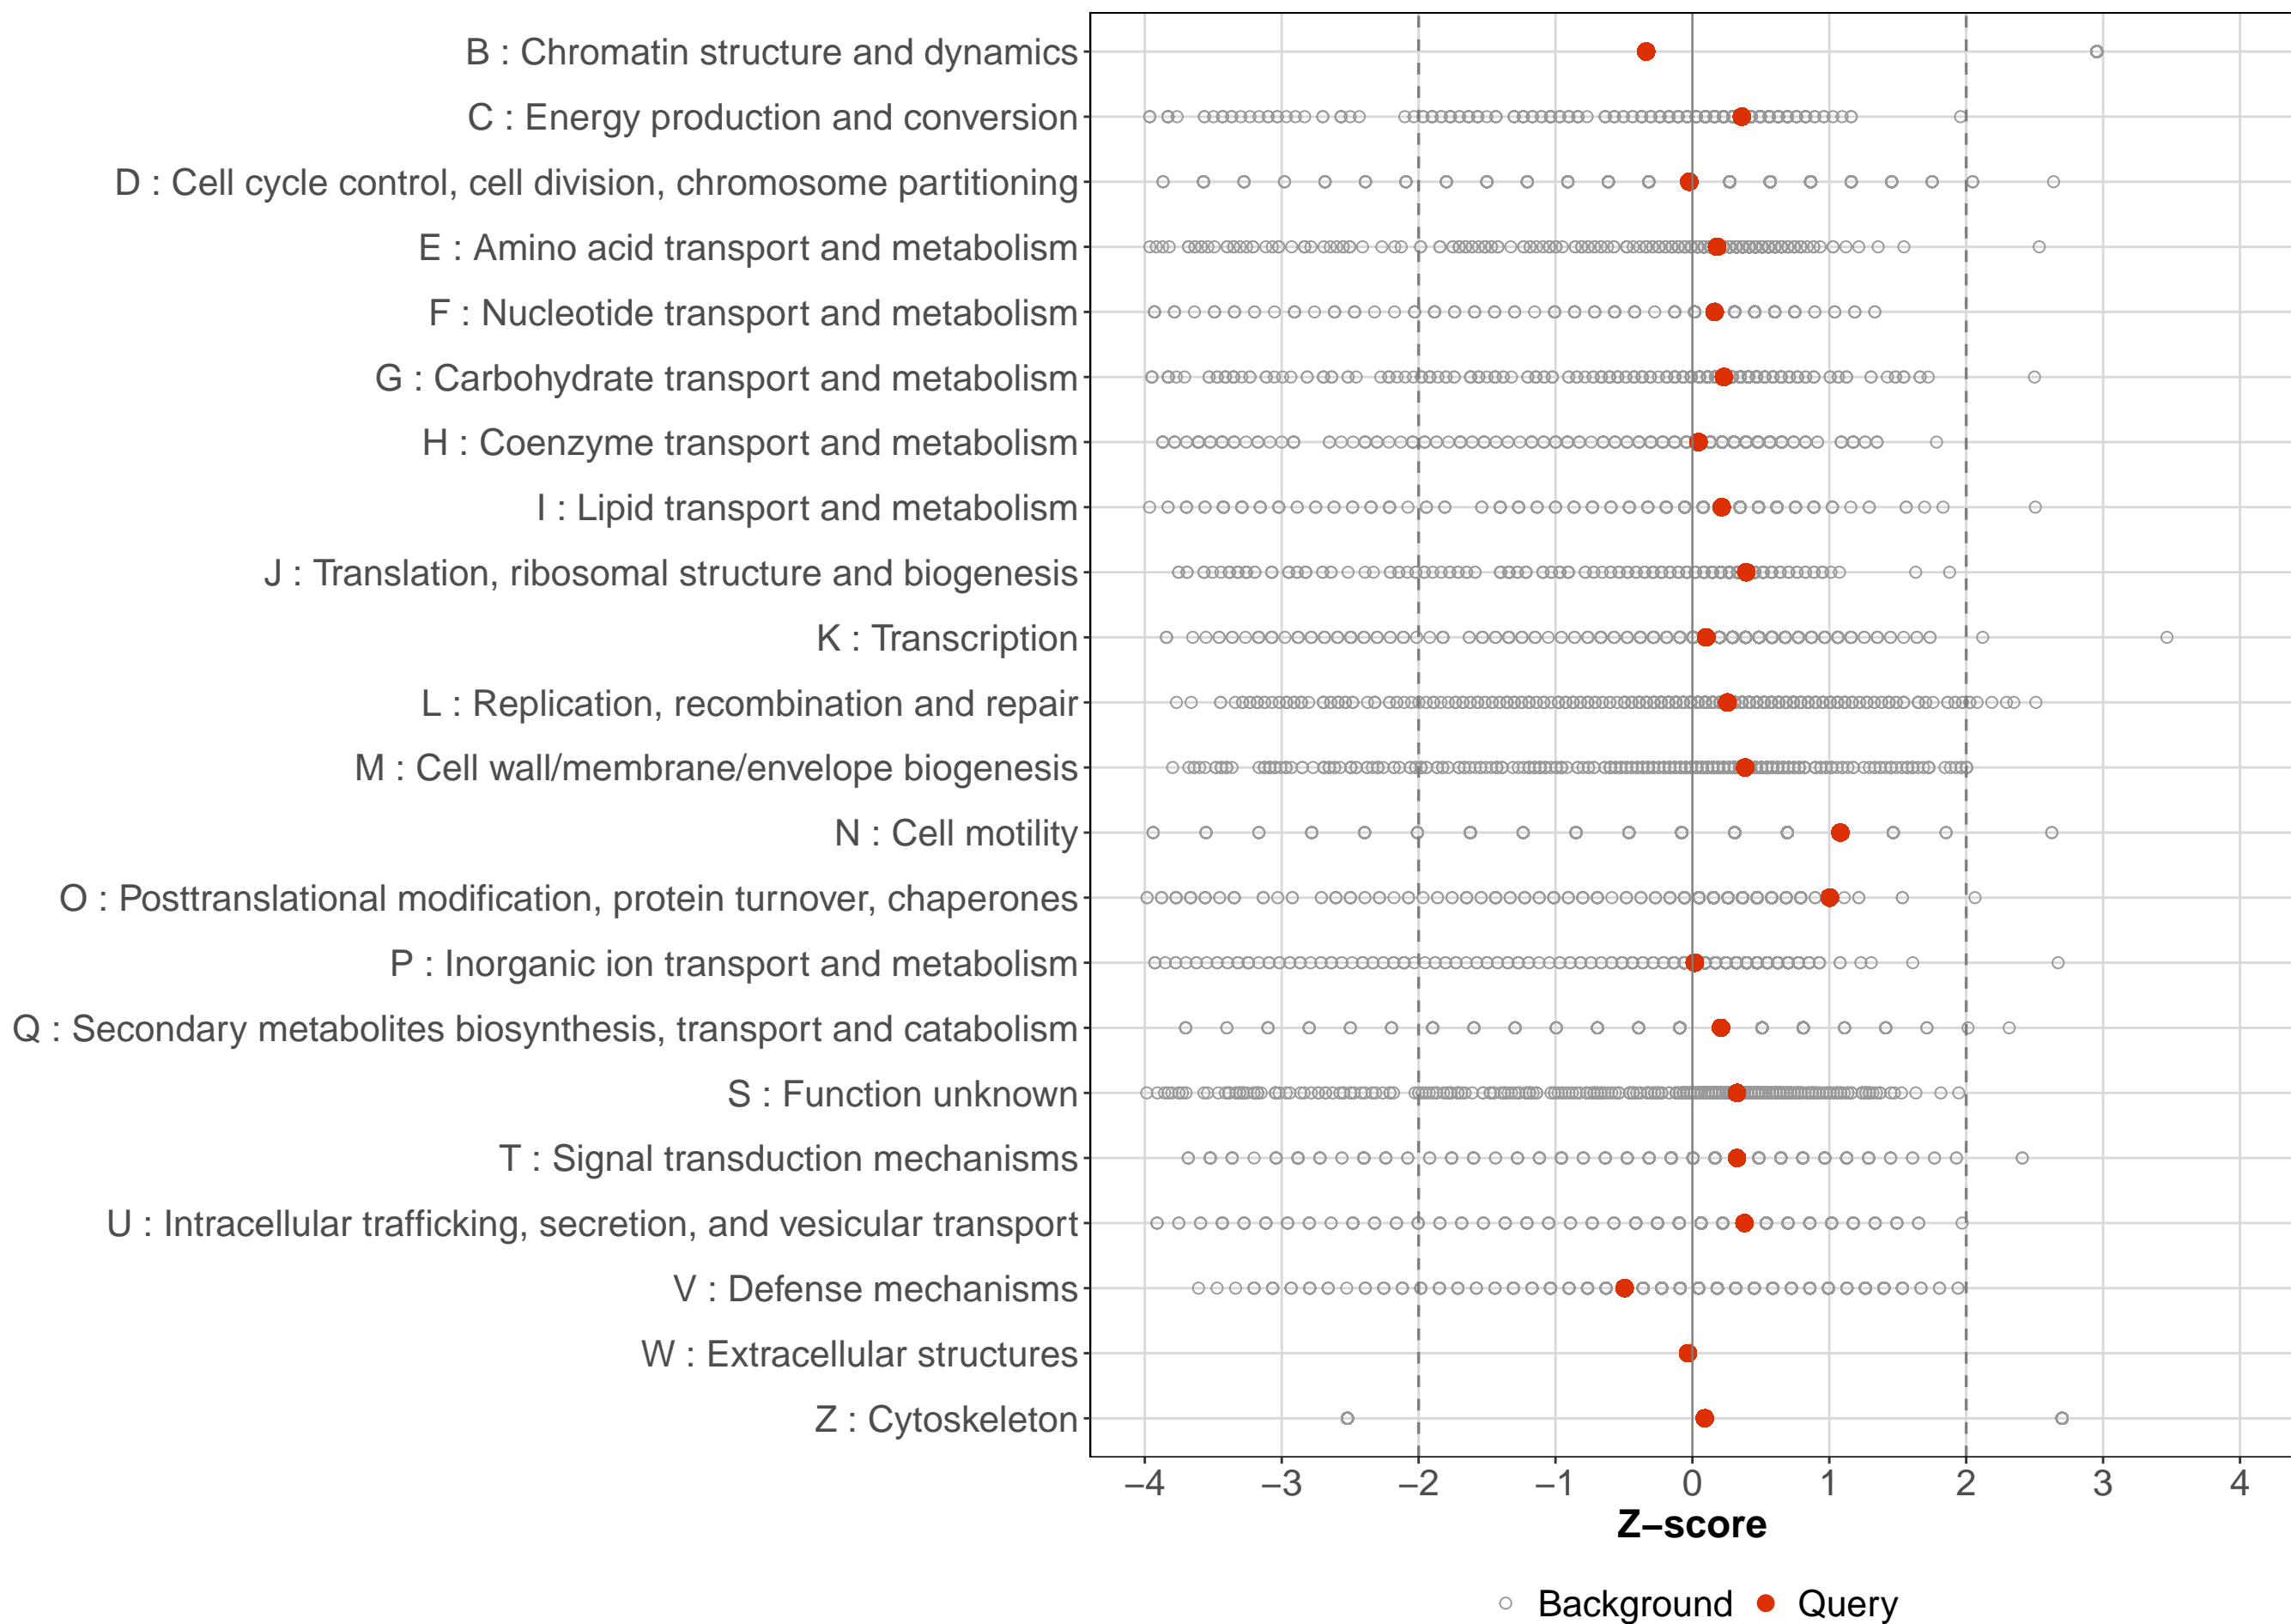 B : Chromatin structure and dynamics
C : Energy production and conversion
D : Cell cycle control, cell division, chromosome partitioning
E : Amino acid transport and metabolism
F : Nucleotide transport and metabolism
G : Carbohydrate transport and metabolism
H : Coenzyme transport and metabolism
I : Lipid transport and metabolism
J : Translation, ribosomal structure and biogenesis
K : Transcription
L : Replication, recombination and repair
M : Cell wall/membrane/envelope biogenesis
N : Cell motility
O : Posttranslational modification, protein turnover, chaperones
P : Inorganic ion transport and metabolism
Q : Secondary metabolites biosynthesis, transport and catabolism
S : Function unknown
T : Signal transduction mechanisms
U : Intracellular trafficking, secretion, and vesicular transport
V : Defense mechanisms
W : Extracellular structures
Z : Cytoskeleton
−4 −3 −2 −1 0 1 2 3 4
Z−score
Background Query